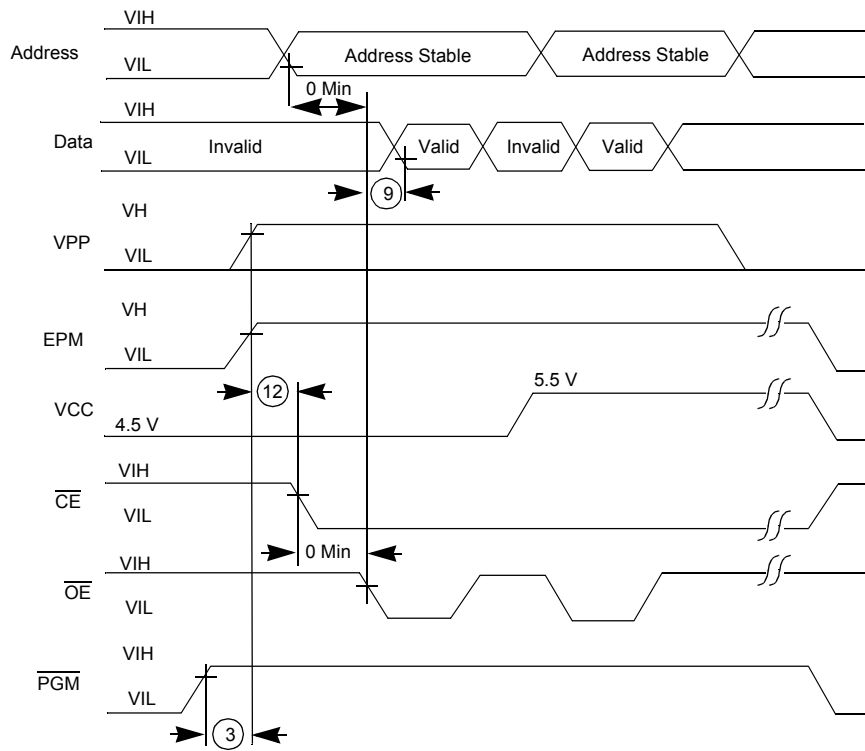 VIH
Address
VIL
Address Stable
Address Stable
0 Min
VIH
Data
VIL
Invalid
Valid
Invalid
Valid
9
VH
VPP
VIL
VH
EPM
VIL
12
5.5 V
VCC
4.5 V
VIH
CE
VIL
0 Min
VIH
OE
VIL
VIH
PGM
VIL
3